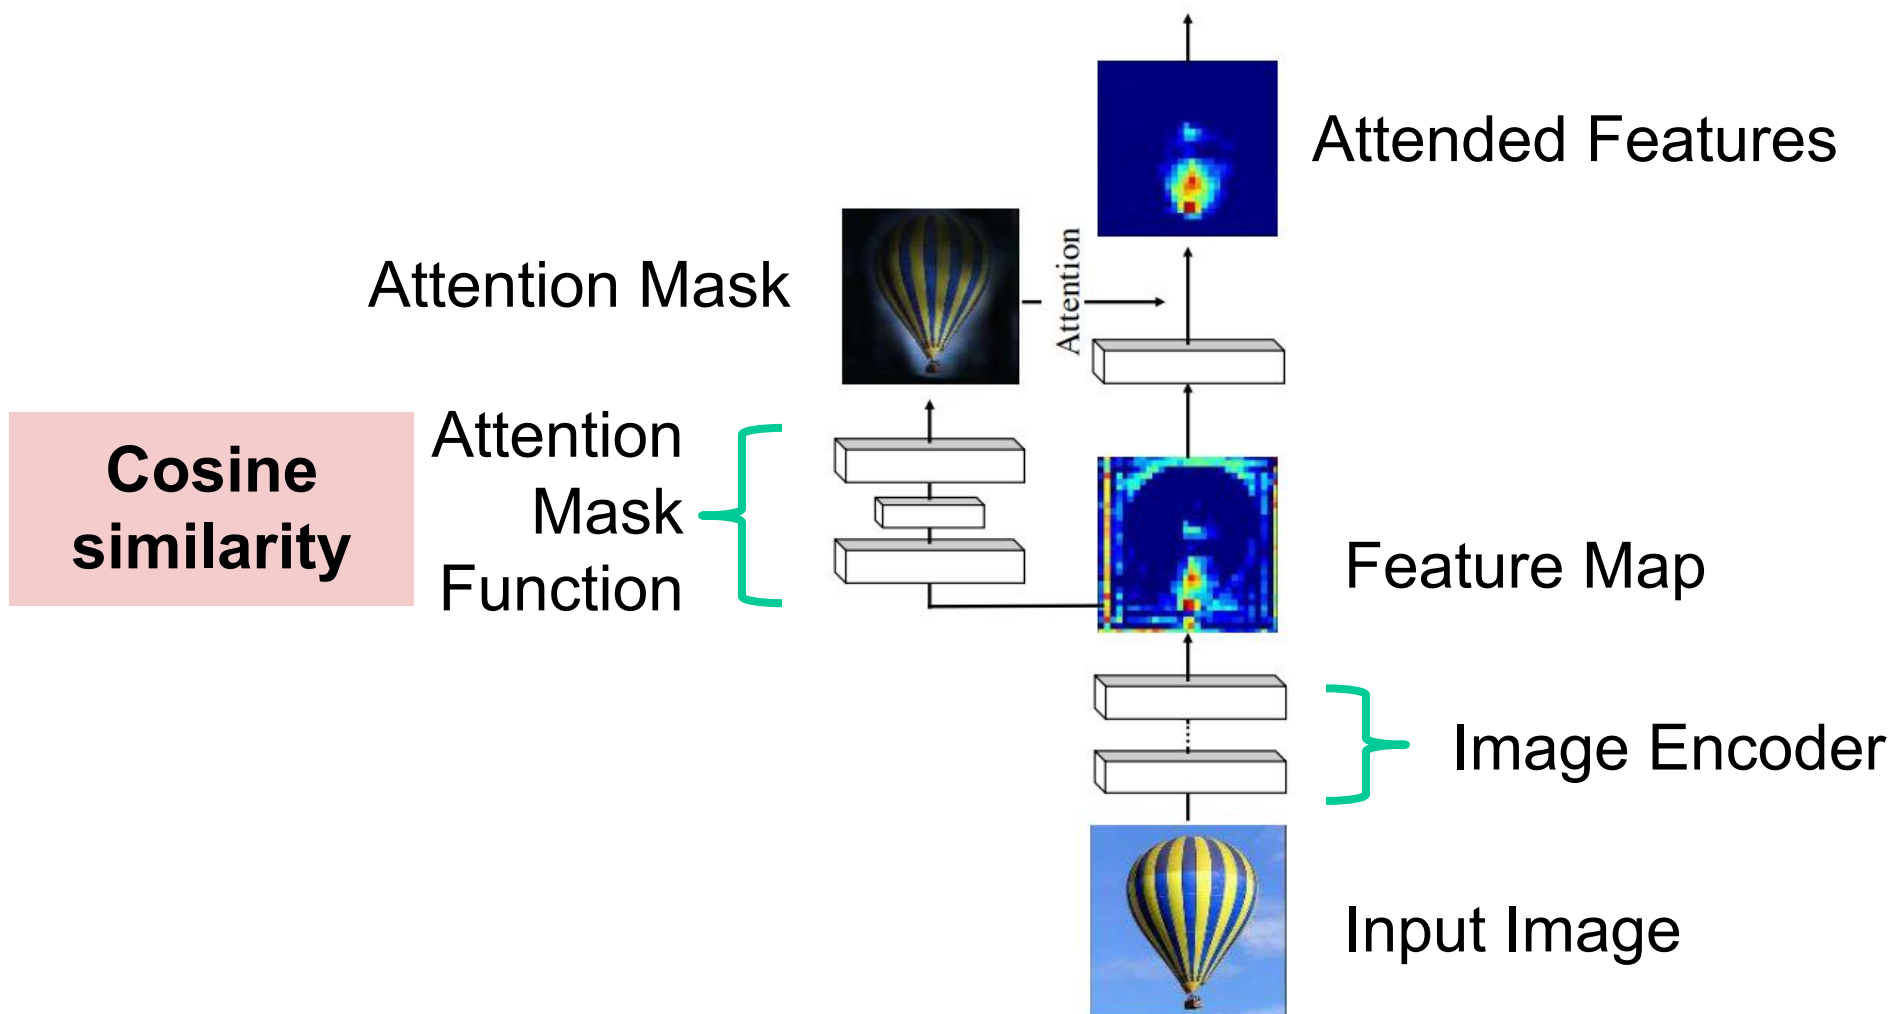 Attended Features
Attention Mask
Attention
Cosine
similarity
Attention
Mask
Function
Feature Map
Image Encoder
Input Image